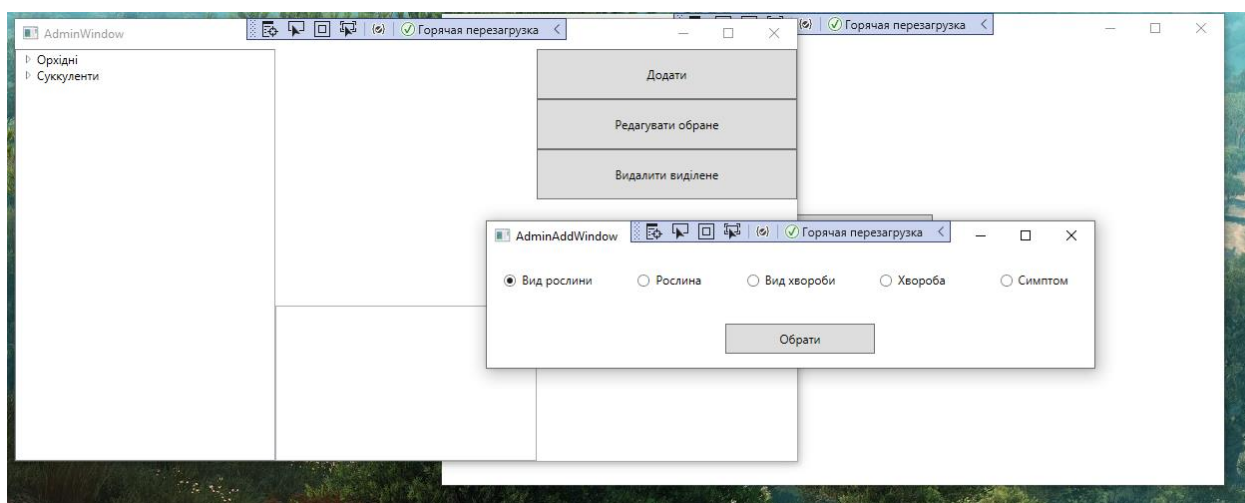 AdminWindow
Горячая перезагрузка
Горячая перезагрузка
Орхідні
Суккуленти
Додати
Редагувати обране
Видалити виділене
AdminAddWindow
Горячая перезагрузка
Вид рослини
Рослина
Вид хвороби
Хвороба
Симптом
Обрати